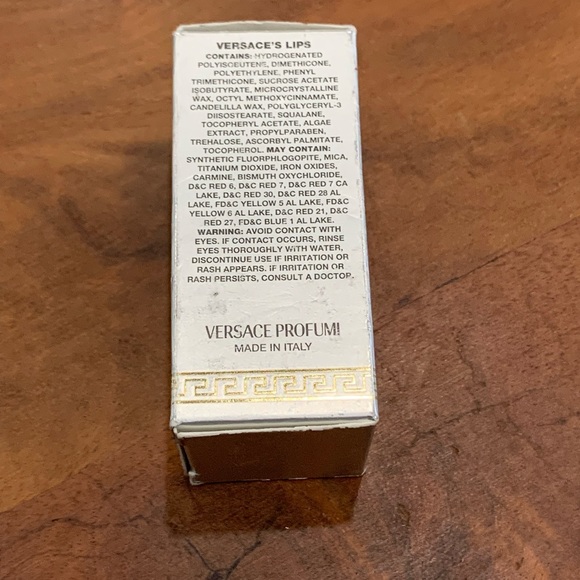 VERSACE'S LIPS
CONTAINS: HYDROGENATED
POLYISCEUTENE, DIMETHICONE,
POLYETHYLENE, PHENYL
TRIMETHICONE, SUCROSE ACETATE
ISOBUTYRATE, MICROCRYSTALLINE
WAX, OCTYL METHOXYCINNAMATE,
CANDELILLA WAX, POLYGLYCERYL-3
DIISOSTEARATE, SQUALANE,
TOCOPHERYL ACETATE, ALGAE
EXTRACT, PROPYLPARABEN,
TREHALOSE, ASCORBYL PALMITATE,
TOCOPHEROL. MAY CONTAIN:
SYNTHETIC FLUORPHLOGOPITE, MICA,
TITANIUM DIOXIDE, IRON OXIDES,
CARMINE, BISMUTH OXYCHLORIDE,
D&C RED 6, D&C RED 7, D&C RED 7 CA
LAKE, D&C RED 30, D&C RED 28 AL
LAKE, FD&C YELLOW 5 AL LAKE, FD&C
YELLOW 6 AL LAKE, D&C RED 21, D&C
RED 27, FD&C BLUE 1 AL LAKE.
WARNING: AVOID CONTACT WITH
EYES. IF CONTACT OCCURS, RINSE
EYES THOROUGHLY WITH WATER,
DISCONTINUE USE IF IRRITATION OR
RASH APPEARS. IF IRRITATION OR
RASH PERSISTS, CONSULT A DOCTOR.
VERSACE PROFUMI
MADE IN ITALY